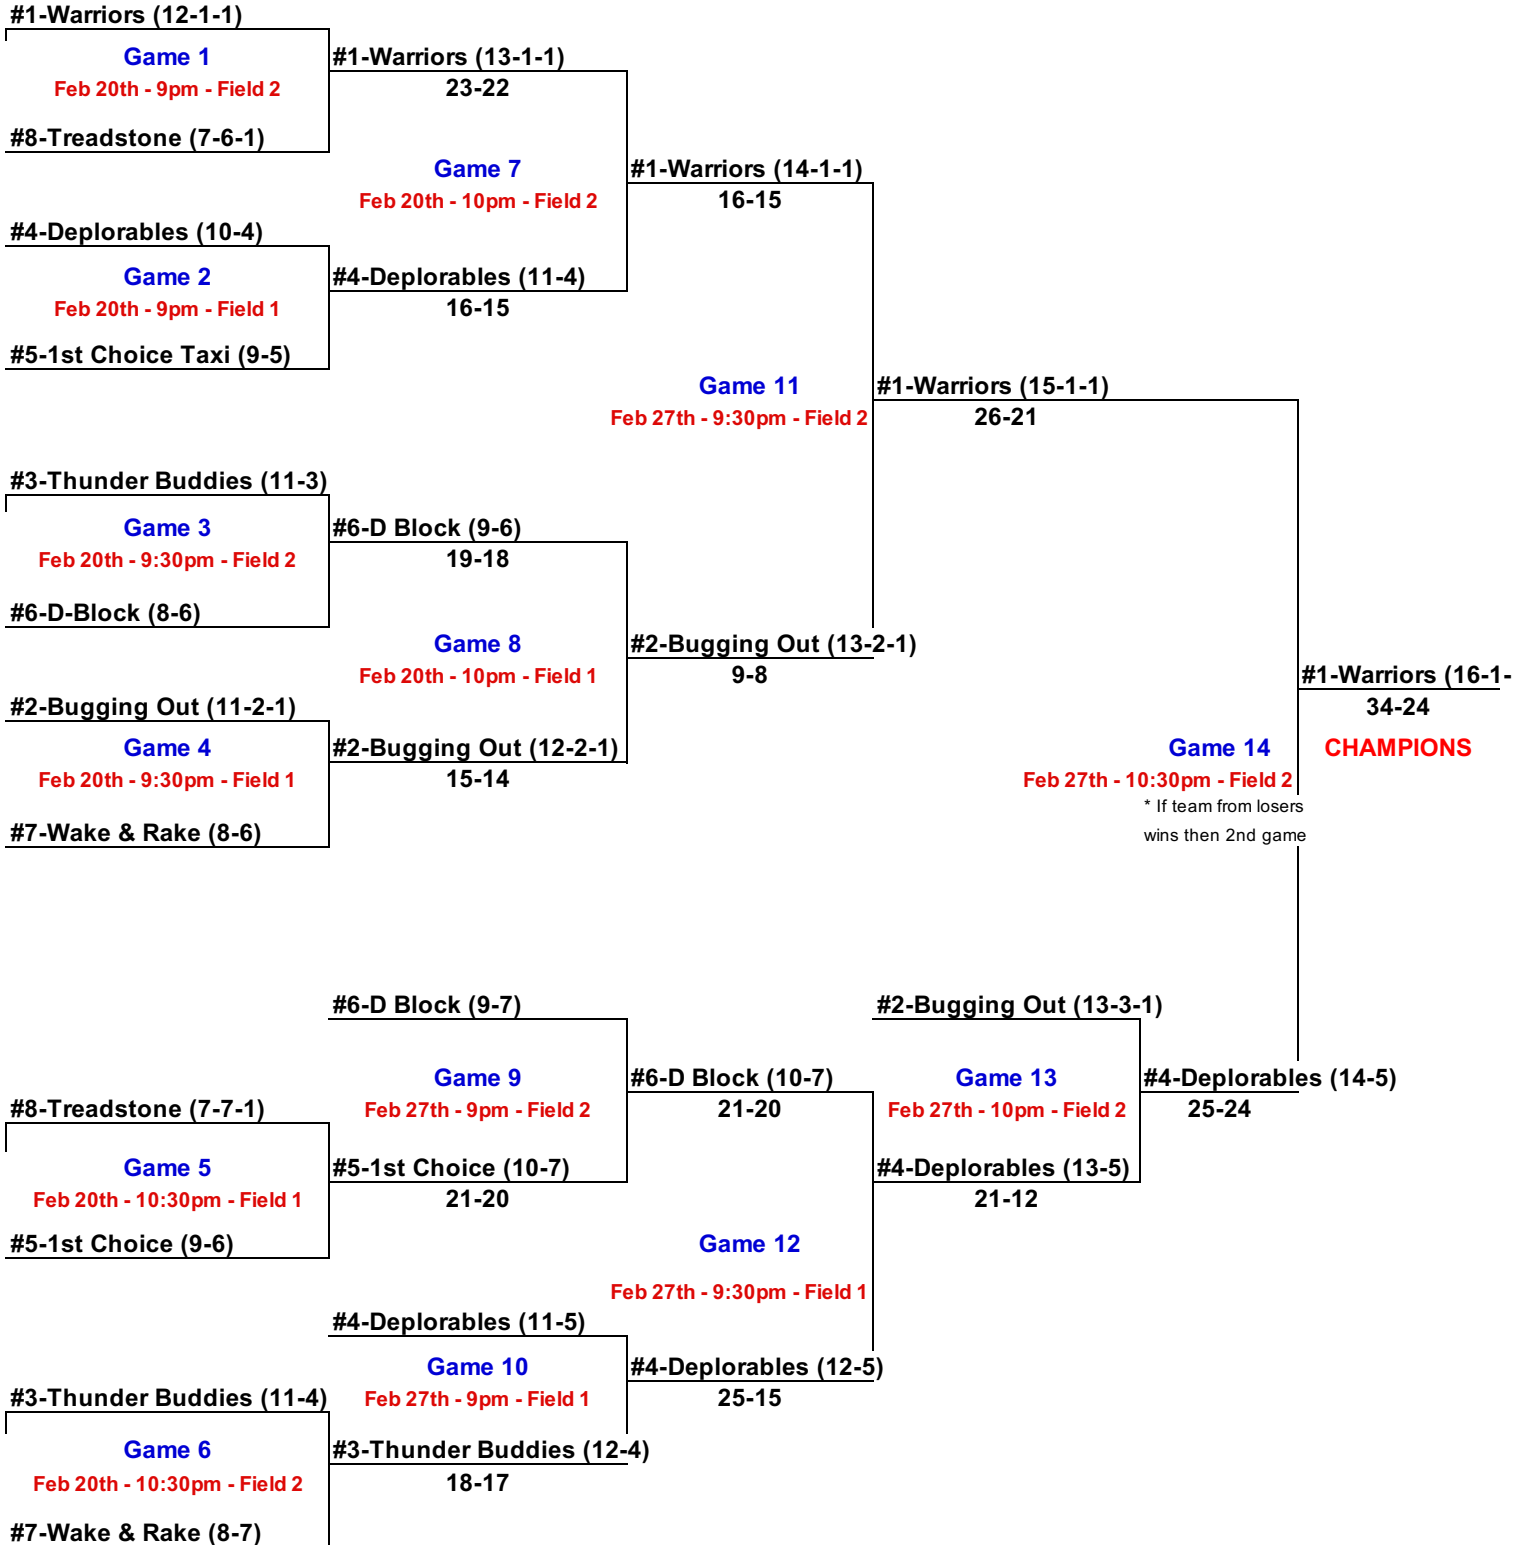 #1-Warriors (12-1-1)
Game 1
Feb 20th - 9pm - Field 2
#8-Treadstone (7-6-1)
#1-Warriors (13-1-1)
23-22
#4-Deplorables (10-4)
Game 2
Feb 20th - 9pm - Field 1
#5-1st Choice Taxi (9-5)
#4-Deplorables (11-4)
16-15
Game 7
Feb 20th - 10pm - Field 2
#1-Warriors (14-1-1)
16-15
#3-Thunder Buddies (11-3)
Game 3
Feb 20th - 9:30pm - Field 2
#6-D-Block (8-6)
#6-D Block (9-6)
19-18
#2-Bugging Out (11-2-1)
Game 4
Feb 20th - 9:30pm - Field 1
#7-Wake & Rake (8-6)
#2-Bugging Out (12-2-1)
15-14
Game 8
Feb 20th - 10pm - Field 1
#2-Bugging Out (13-2-1)
9-8
Game 11
Feb 27th - 9:30pm - Field 2
#1-Warriors (15-1-1)
26-21
Game 14
Feb 27th - 10:30pm - Field 2
* If team from losers
wins then 2nd game
#1-Warriors (16-1-
34-24
CHAMPIONS
#6-D Block (9-7)
Game 9
Feb 27th - 9pm - Field 2
#8-Treadstone (7-7-1)
Game 5
Feb 20th - 10:30pm - Field 1
#5-1st Choice (9-6)
#5-1st Choice (10-7)
21-20
#6-D Block (10-7)
21-20
#4-Deplorables (11-5)
Game 10
Feb 27th - 9pm - Field 1
#3-Thunder Buddies (11-4)
Game 6
Feb 20th - 10:30pm - Field 2
#7-Wake & Rake (8-7)
#3-Thunder Buddies (12-4)
18-17
#4-Deplorables (12-5)
25-15
Game 12
Feb 27th - 9:30pm - Field 1
#2-Bugging Out (13-3-1)
Game 13
Feb 27th - 10pm - Field 2
#4-Deplorables (13-5)
21-12
#4-Deplorables (14-5)
25-24